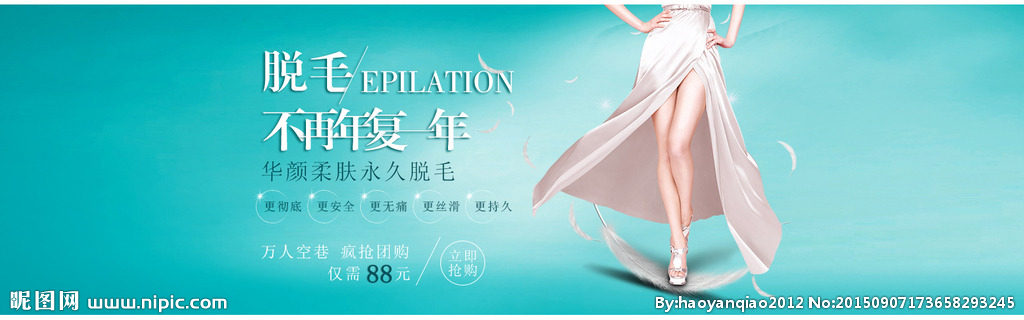 脱毛/EPILATION
不再年复一年
华颜柔肤永久脱毛
更彻底 更安全 更无痛 更丝滑 更持久
万人空巷 疯抢团购
仅需88元
立即
抢购
昵图网 www.nipic.com
By:haoyanqiao2012 No:20150907173658293245